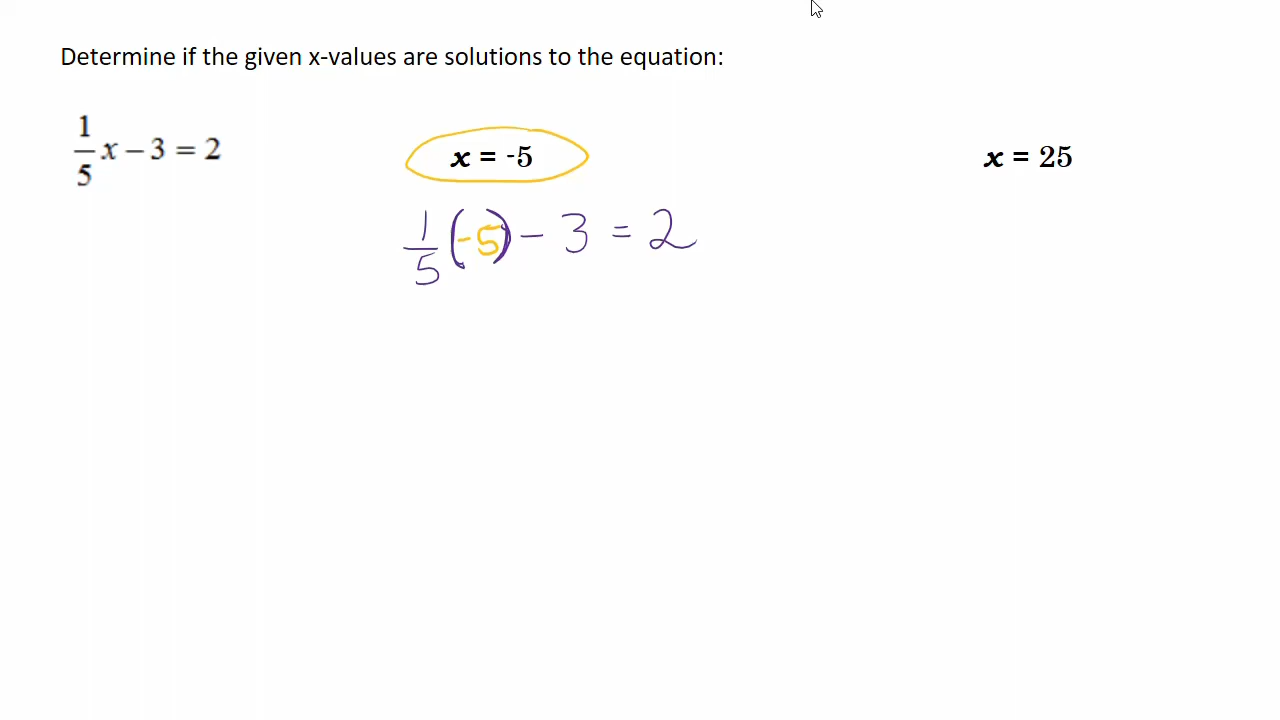 Determine if the given x-values are solutions to the equation:
1/5 x − 3 = 2
x = -5
x = 25
1/5 (-5) − 3 = 2